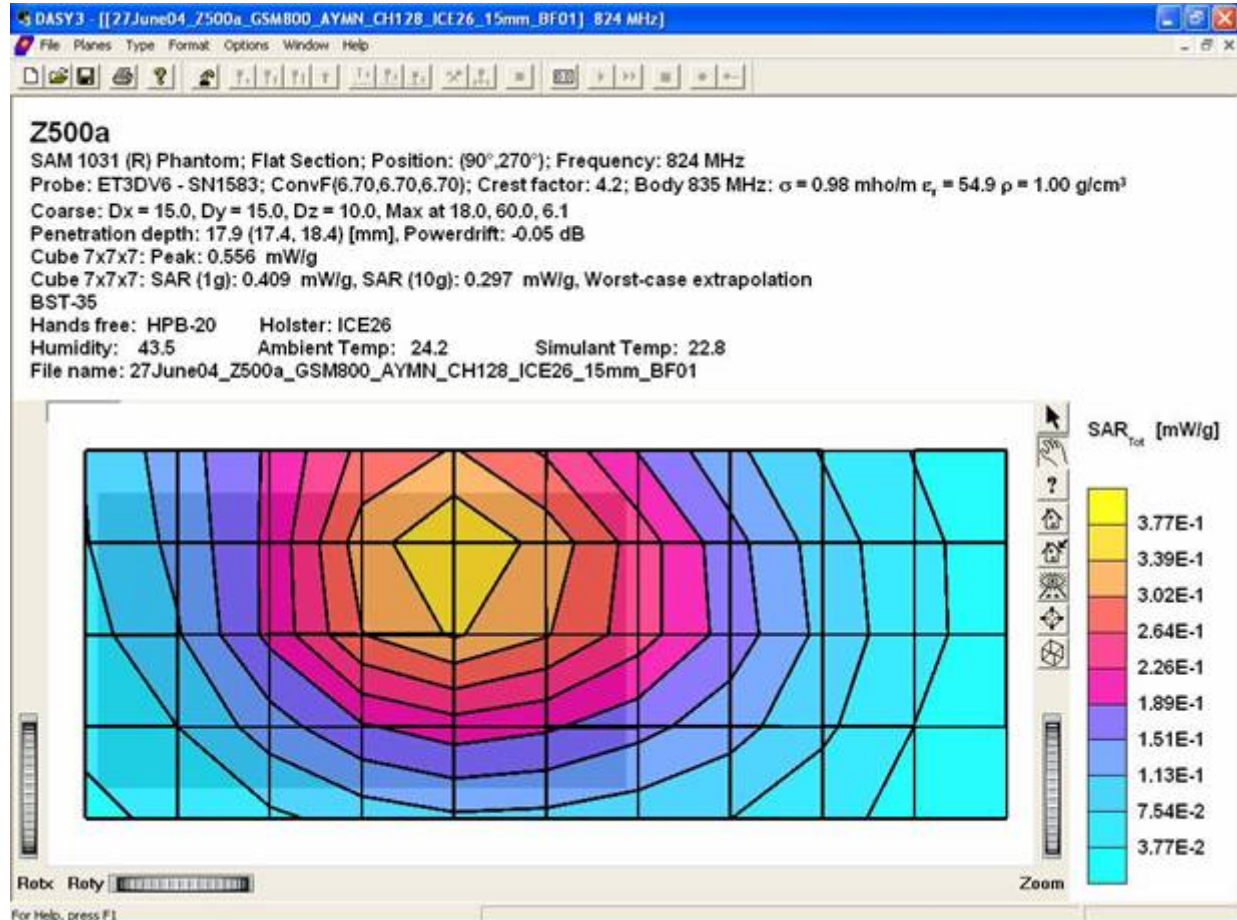 DASY3 - [[27June04_Z500a_GSM800_AYMN_CH128_ICE26_15mm_BF01] 824 MHz]
File Planes Type Format Options Window Help
Z500a
SAM 1031 (R) Phantom; Flat Section; Position: (90°,270°); Frequency: 824 MHz
Probe: ET3DV6 - SN1583; ConvF(6.70,6.70,6.70); Crest factor: 4.2; Body 835 MHz: σ = 0.98 mho/m εr = 54.9 ρ = 1.00 g/cm³
Coarse: Dx = 15.0, Dy = 15.0, Dz = 10.0, Max at 18.0, 60.0, 6.1
Penetration depth: 17.9 (17.4, 18.4) [mm], Powerdrift: -0.05 dB
Cube 7x7x7: Peak: 0.556 mW/g
Cube 7x7x7: SAR (1g): 0.409 mW/g, SAR (10g): 0.297 mW/g, Worst-case extrapolation
BST-35
Hands free: HPB-20 Holster: ICE26
Humidity: 43.5 Ambient Temp: 24.2 Simulant Temp: 22.8
File name: 27June04_Z500a_GSM800_AYMN_CH128_ICE26_15mm_BF01
SARTot [mW/g]
3.77E-1
3.39E-1
3.02E-1
2.64E-1
2.26E-1
1.89E-1
1.51E-1
1.13E-1
7.54E-2
3.77E-2
Rotx Roty Zoom
For Help, press F1